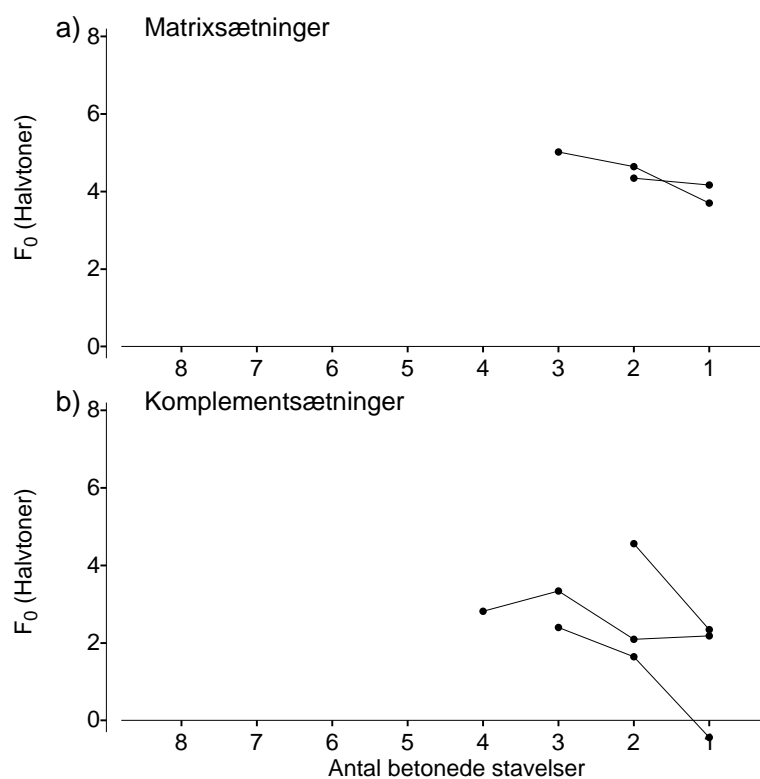 a) Matrixsætninger
8
6
4
2
0
F0 (Halvtoner)
8 7 6 5 4 3 2 1
b) Komplementsætninger
8
6
4
2
0
F0 (Halvtoner)
8 7 6 5 4 3 2 1
Antal betonede stavelser